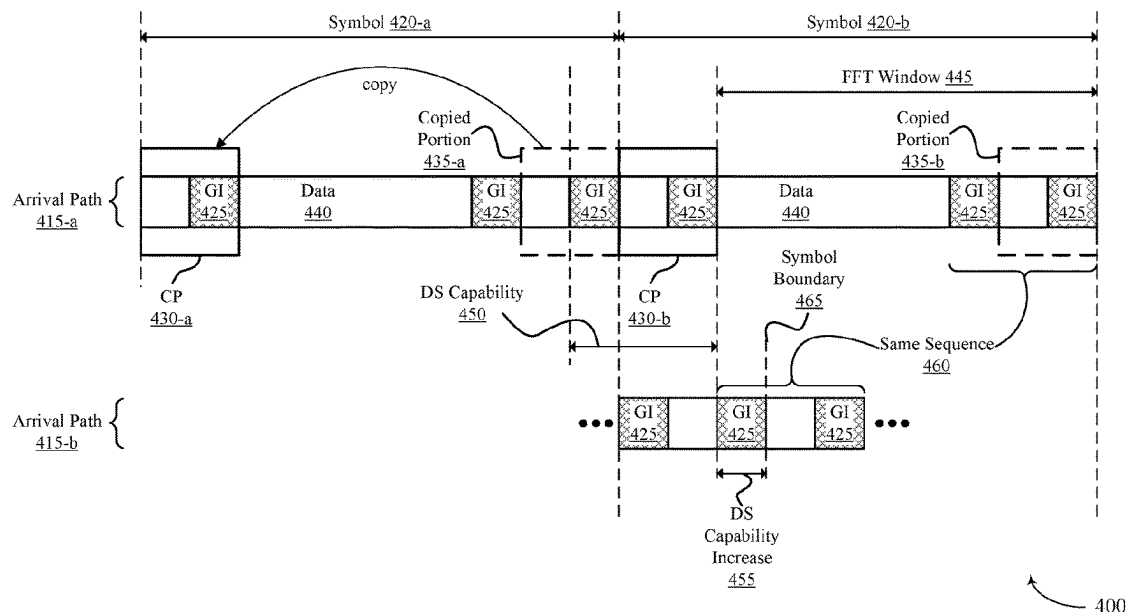 Symbol 420-a
Symbol 420-b
copy
FFT Window 445
Copied
Portion
435-a
Copied
Portion
435-b
Arrival Path
415-a
GI
425
Data
440
GI
425
GI
425
GI
425
Data
440
GI
425
GI
425
CP
430-a
DS Capability
450
CP
430-b
Symbol
Boundary
465
Same Sequence
460
Arrival Path
415-b
GI
425
GI
425
GI
425
DS
Capability
Increase
455
400